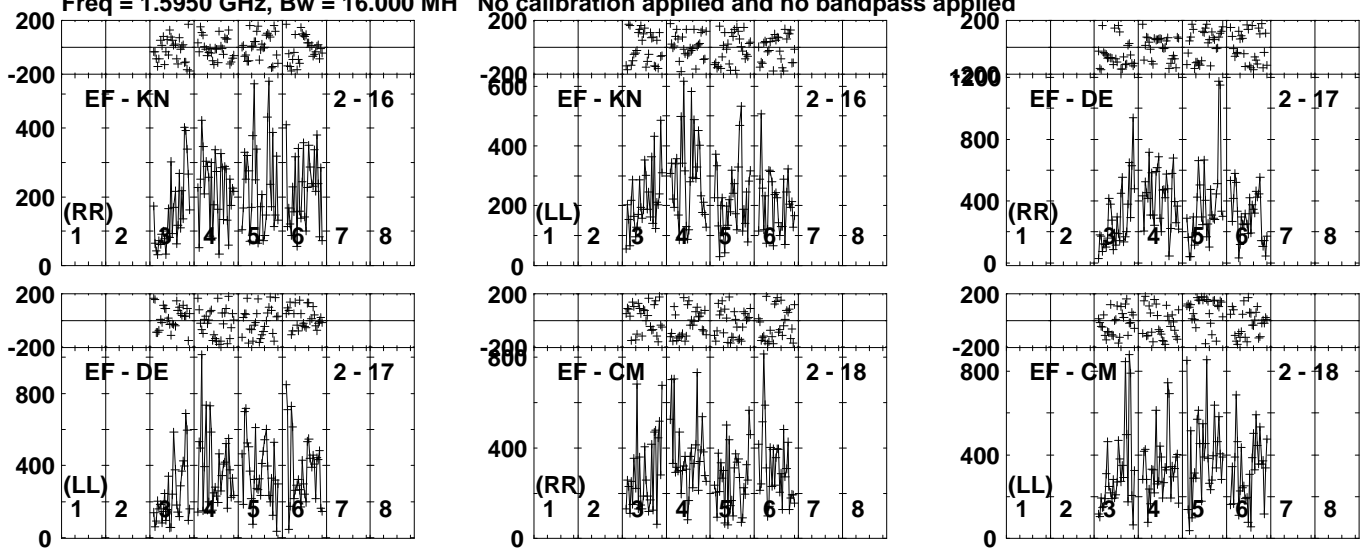 Freq = 1.5950 GHz, Bw = 16.000 MH No calibration applied and no bandpass applied
200 200 200
-200 -200 -200
600 1200
EF - KN 2 - 16 EF - KN 2 - 16 EF - DE 2 - 17
400 400 800
200 200 400
(RR) (LL) (RR)
1 2 3 4 5 6 7 8 1 2 3 4 5 6 7 8 1 2 3 4 5 6 7 8
0 0 0
200 200 200
-200 -200 -200
800
EF - DE 2 - 17 EF - CM 2 - 18 EF - CM 2 - 18
800 800
400 400 400
(LL) (RR) (LL)
1 2 3 4 5 6 7 8 1 2 3 4 5 6 7 8 1 2 3 4 5 6 7 8
0 0 0